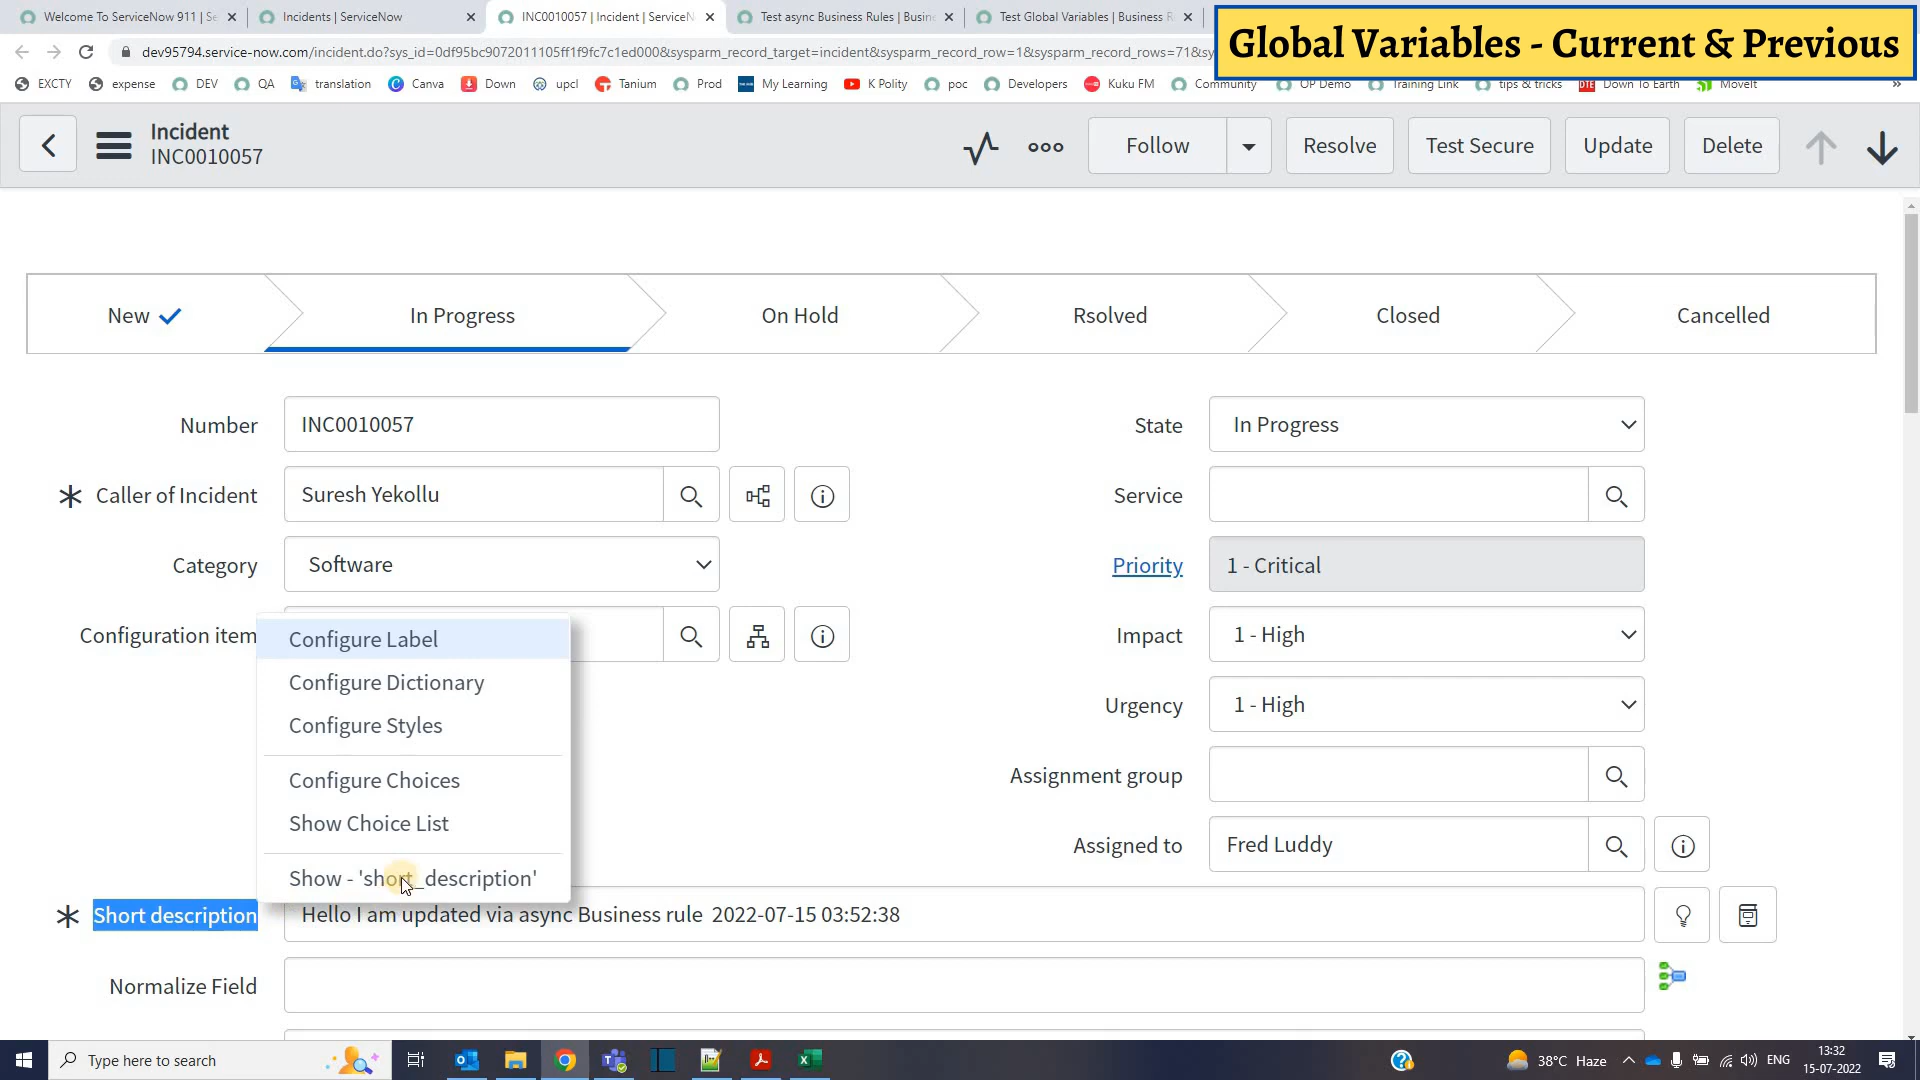 Welcome To ServiceNow 911 | Se
Incidents | ServiceNow
INC0010057 | Incident | ServiceN
Test async Business Rules | Busin
Test Global Variables | Business R
Global Variables - Current & Previous
dev95794.service-now.com/incident.do?sys_id=0df95bc9072011105ff1f9fc7c1ed000&sysparm_record_target=incident&sysparm_record_row=1&sysparm_record_rows=71&s
EXCTY
expense
DEV
QA
translation
Canva
Down
upcl
Tanium
Prod
My Learning
K Polity
poc
Developers
Kuku FM
Community
OP Demo
Training Link
tips & tricks
Down To Earth
MoveIt
Incident
INC0010057
Follow
Resolve
Test Secure
Update
Delete
New
In Progress
On Hold
Rsolved
Closed
Cancelled
Number
INC0010057
State
In Progress
Caller of Incident
Suresh Yekollu
Service
Category
Software
Priority
1 - Critical
Configuration item
Impact
1 - High
Configure Label
Configure Dictionary
Configure Styles
Configure Choices
Show Choice List
Show - 'short_description'
Urgency
1 - High
Assignment group
Assigned to
Fred Luddy
Short description
Hello I am updated via async Business rule 2022-07-15 03:52:38
Normalize Field
Type here to search
38°C Haze
ENG
13:32
15-07-2022